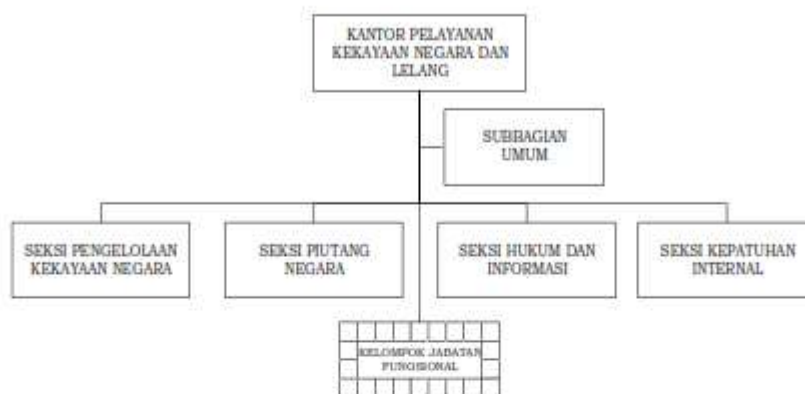 KANTOR PELAYANAN
KEKAYAAN NEGARA DAN
LELANG
SUBBAGIAN
UMUM
SEKSI PENGELOLAAN
KEKAYAAN NEGARA
SEKSI PIUTANG
NEGARA
SEKSI HUKUM DAN
INFORMASI
SEKSI KEPATUHAN
INTERNAL
KELOMPOK JABATAN
FUNGSIONAL